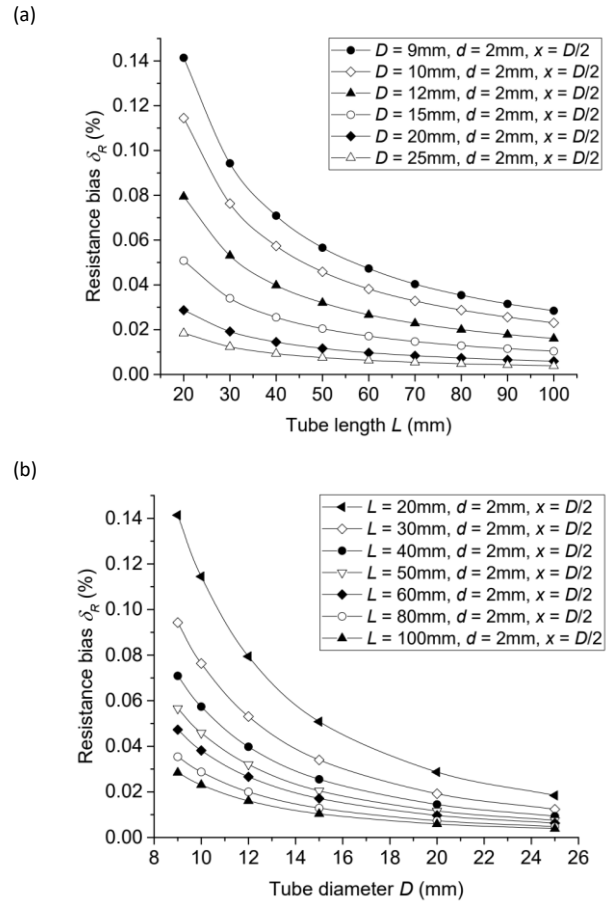 (a)
D = 9mm, d = 2mm, x = D/2
D = 10mm, d = 2mm, x = D/2
D = 12mm, d = 2mm, x = D/2
D = 15mm, d = 2mm, x = D/2
D = 20mm, d = 2mm, x = D/2
D = 25mm, d = 2mm, x = D/2
Resistance bias δR (%)
0.14
0.12
0.10
0.08
0.06
0.04
0.02
0.00
20 30 40 50 60 70 80 90 100
Tube length L (mm)
(b)
L = 20mm, d = 2mm, x = D/2
L = 30mm, d = 2mm, x = D/2
L = 40mm, d = 2mm, x = D/2
L = 50mm, d = 2mm, x = D/2
L = 60mm, d = 2mm, x = D/2
L = 80mm, d = 2mm, x = D/2
L = 100mm, d = 2mm, x = D/2
Resistance bias δR (%)
0.14
0.12
0.10
0.08
0.06
0.04
0.02
0.00
8 10 12 14 16 18 20 22 24 26
Tube diameter D (mm)